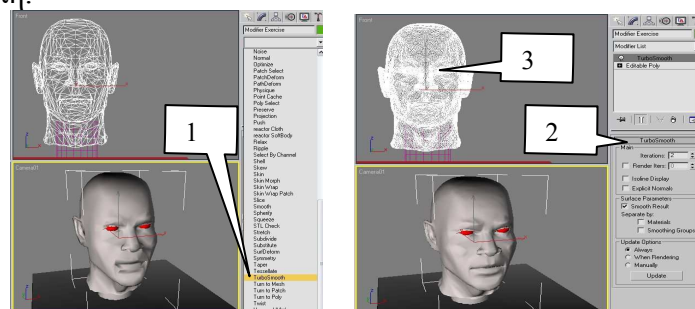 Front
Modifier Exercise
Noise
Normal
Optimize
Patch Select
PatchDeform
PathDeform
Physique
Point Cache
Poly Select
Preserve
Projection
Push
reactor Cloth
reactor SoftBody
Relax
Ripple
Select By Channel
Shell
Skew
Skin
Skin Morph
Skin Wrap
Skin Wrap Patch
Slice
Smooth
Spherify
Squeeze
STL Check
Stretch
Subdivide
Substitute
SurfDeform
Symmetry
Taper
Tessellate
TurboSmooth
Turn to Mesh
Turn to Patch
Turn to Poly
Twist
1
Camera01
Front
3
2
Camera01
Modifier Exercise
Modifier List
TurboSmooth
Editable Poly
TurboSmooth
Main
Iterations: 2
Render Iters: 0
Isoline Display
Explicit Normals
Surface Parameters
Smooth Result
Separate by:
Materials
Smoothing Groups
Update Options
Always
When Rendering
Manually
Update